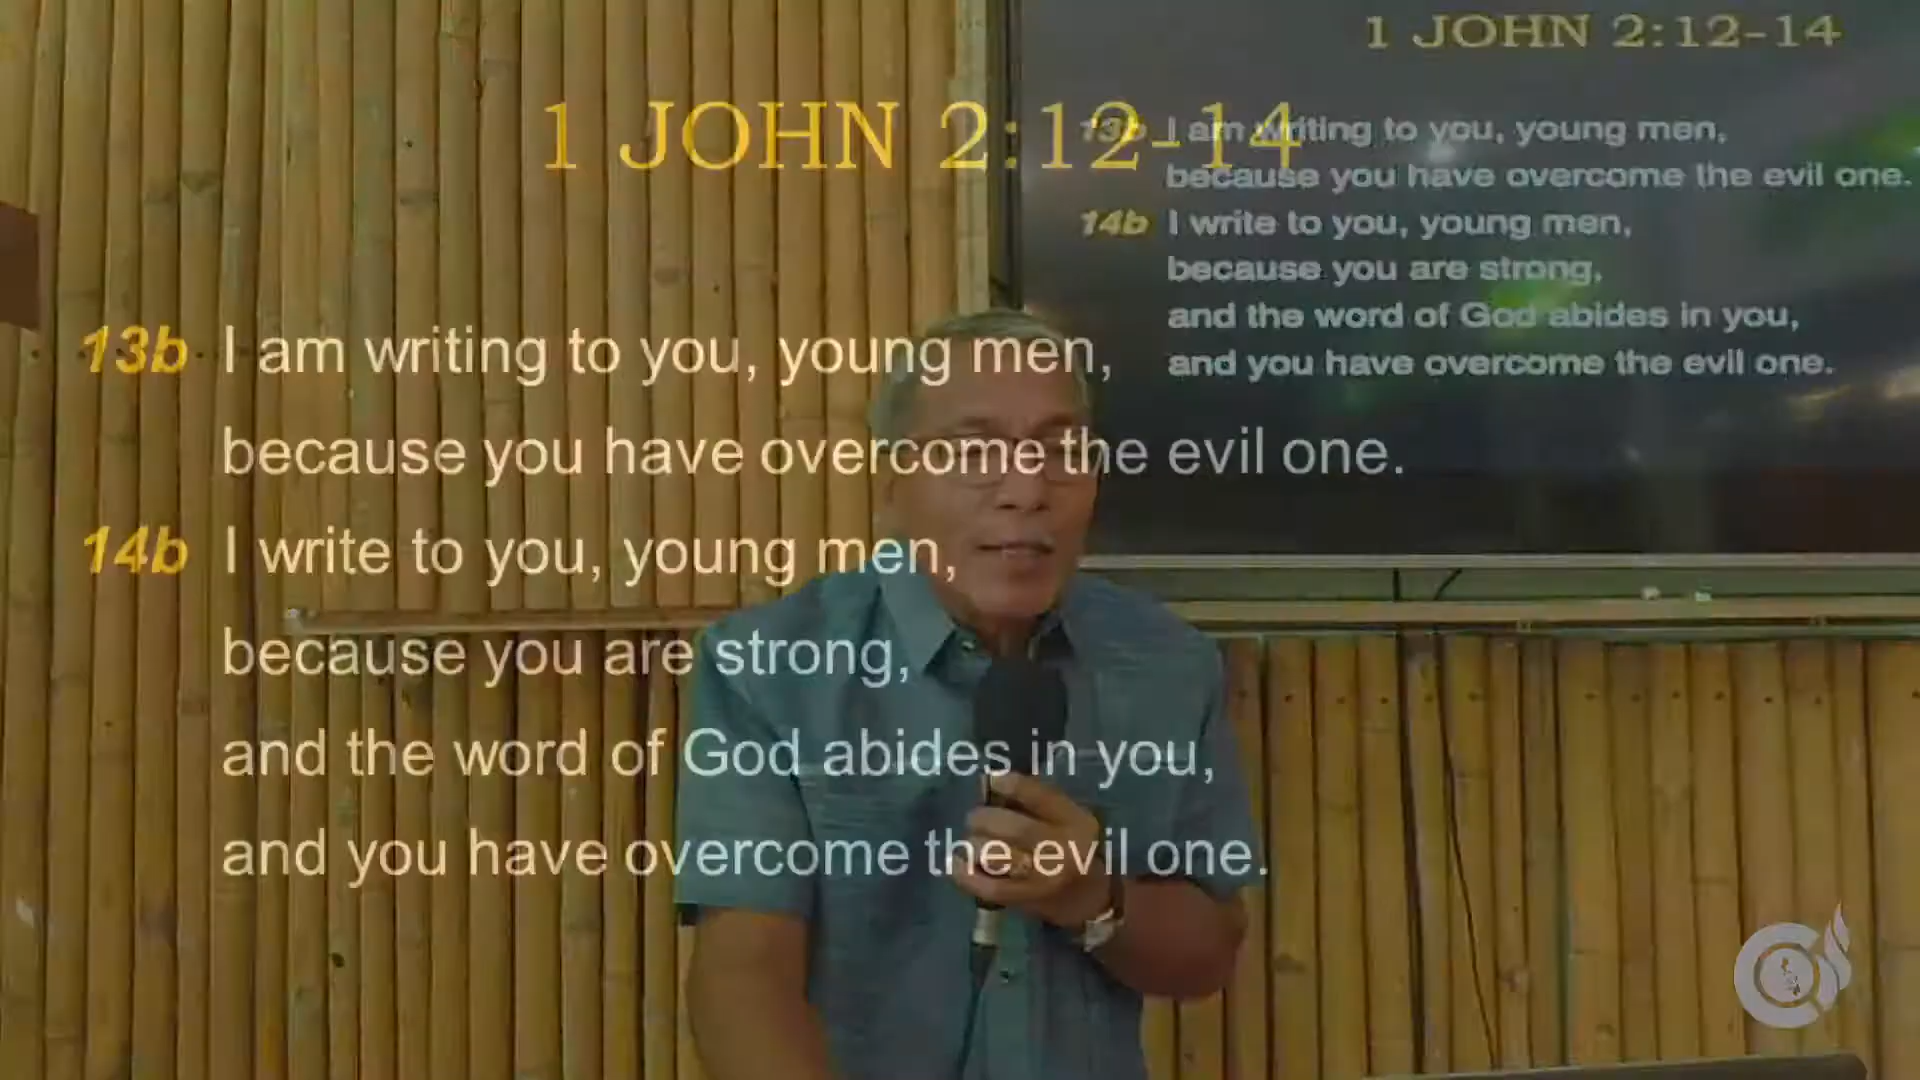 1 JOHN 2:12-14
13b I am writing to you, young men,
because you have overcome the evil one.
14b I write to you, young men,
because you are strong,
and the word of God abides in you,
and you have overcome the evil one.
1 JOHN 2:12-14
13b I am writing to you, young men,
because you have overcome the evil one.
14b I write to you, young men,
because you are strong,
and the word of God abides in you,
and you have overcome the evil one.